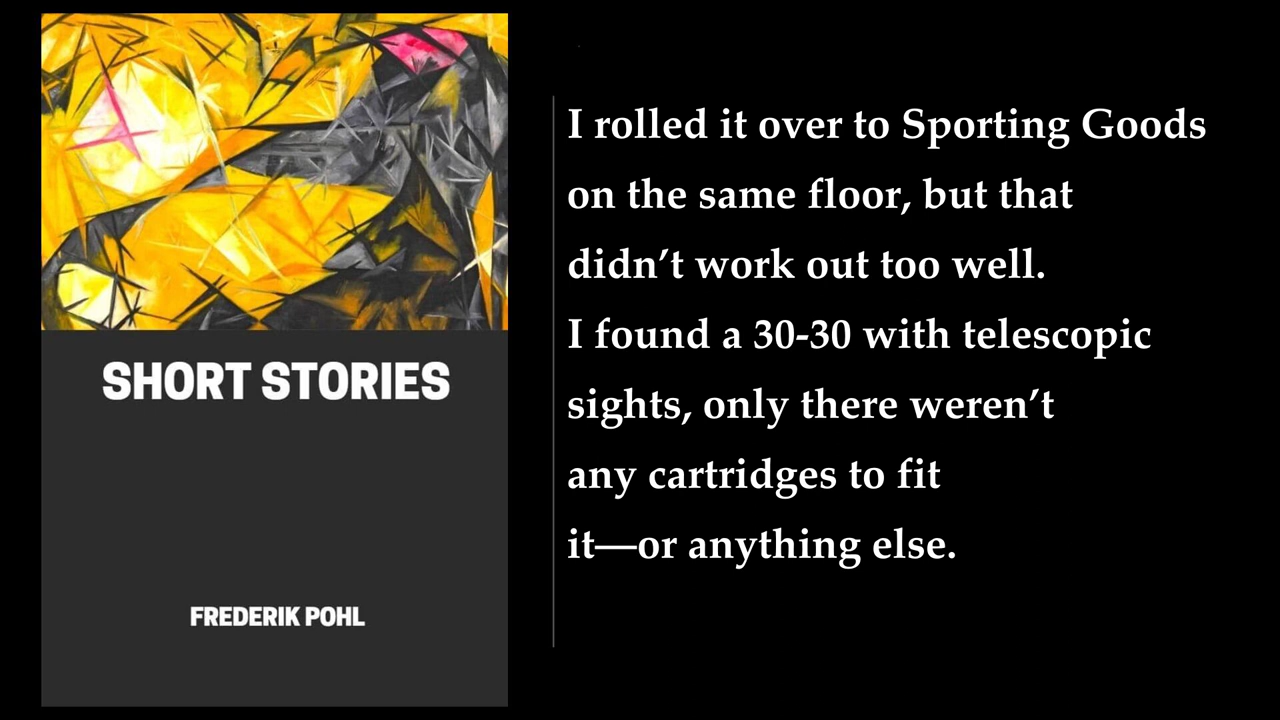 SHORT STORIES
FREDERIK POHL
I rolled it over to Sporting Goods
on the same floor, but that
didn’t work out too well.
I found a 30-30 with telescopic
sights, only there weren’t
any cartridges to fit
it—or anything else.